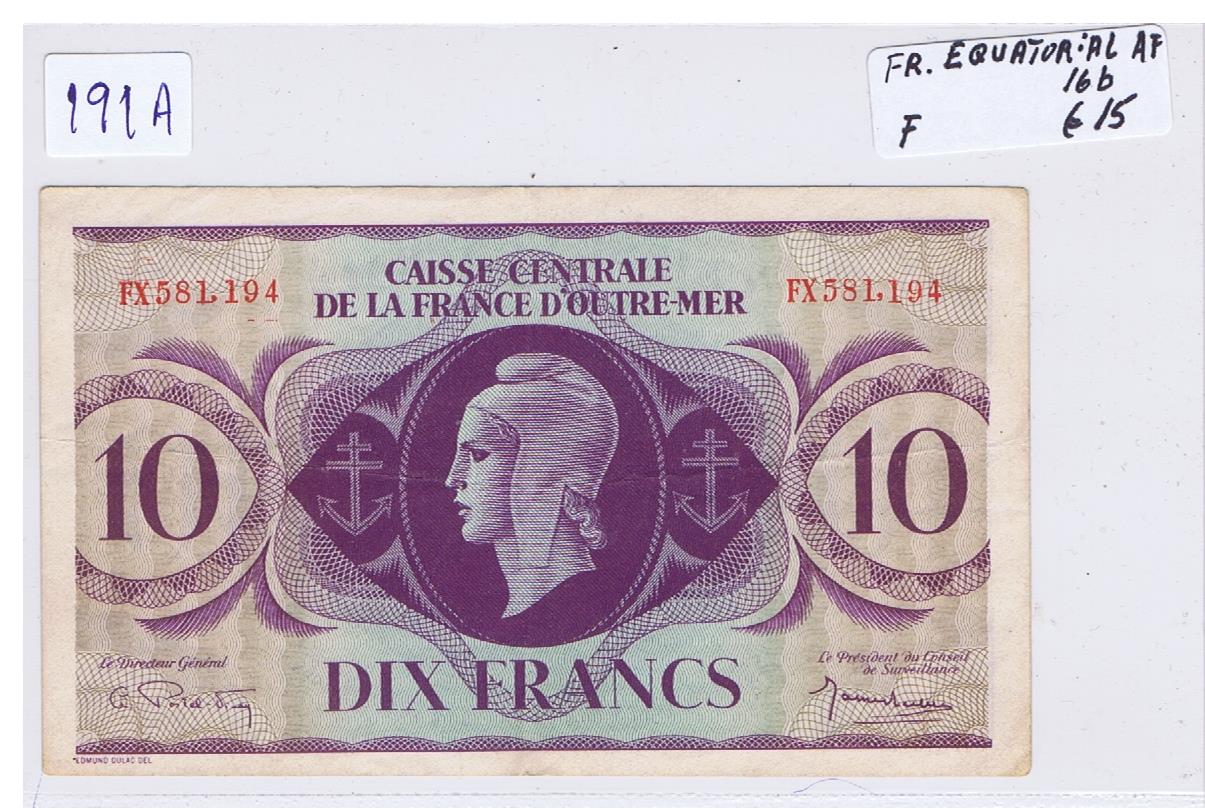 191A
FR. EQUATORIAL AF
16b
F €15
CAISSE CENTRALE
DE LA FRANCE D'OUTRE-MER
FX581,194 FX581,194
10 10
Le Directeur Général
Le Président du Conseil
de Surveillance
DIX FRANCS
EDMUND DULAC DEL